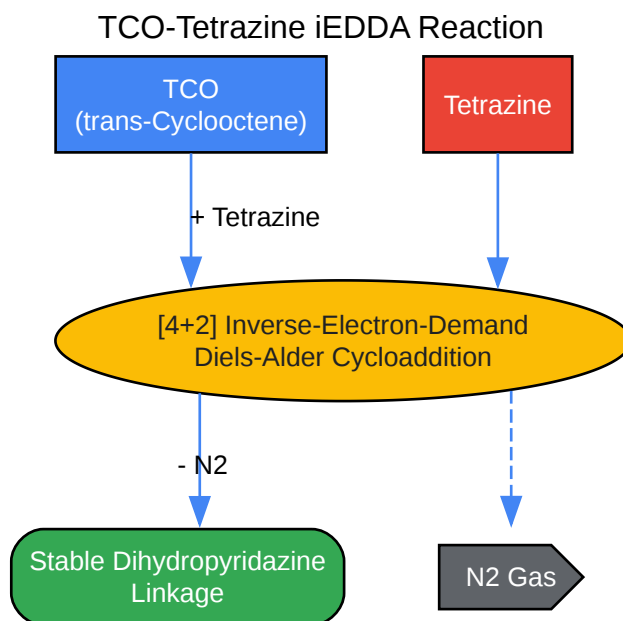 TCO-Tetrazine iEDDA Reaction
TCO
(trans-Cyclooctene)
Tetrazine
+ Tetrazine
[4+2] Inverse-Electron-Demand
Diels-Alder Cycloaddition
- N2
Stable Dihydropyridazine
Linkage
N2 Gas